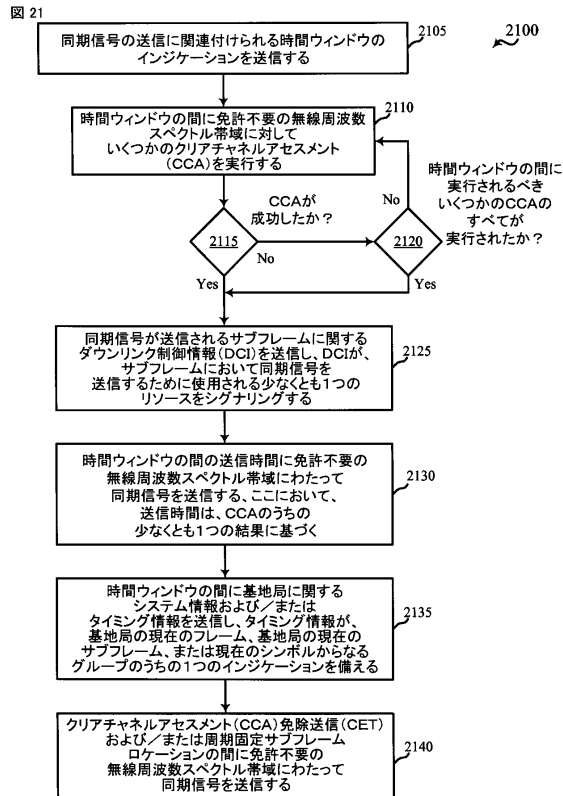 図 21
2100
同期信号の送信に関連付けられる時間ウィンドウの
インジケーションを送信する
2105
時間ウィンドウの間に免許不要の無線周波数
スペクトル帯域に対して
いくつかのクリアチャネルアセスメント
(CCA)を実行する
2110
CCAが
成功したか?
2115
No
Yes
時間ウィンドウの間に
実行されるべき
いくつかのCCAの
すべてが
実行されたか?
2120
No
Yes
同期信号が送信されるサブフレームに関する
ダウンリンク制御情報(DCI)を送信し、DCIが、
サブフレームにおいて同期信号を
送信するために使用される少なくとも1つの
リソースをシグナリングする
2125
時間ウィンドウの間の送信時間に免許不要の
無線周波数スペクトル帯域にわたって
同期信号を送信する、ここにおいて、
送信時間は、CCAのうちの
少なくとも1つの結果に基づく
2130
時間ウィンドウの間に基地局に関する
システム情報および/または
タイミング情報を送信し、タイミング情報が、
基地局の現在のフレーム、基地局の現在の
サブフレーム、または現在のシンボルからなる
グループのうちの1つのインジケーションを備える
2135
クリアチャネルアセスメント(CCA)免除送信(CET)
および/または周期固定サブフレーム
ロケーションの間に免許不要の
無線周波数スペクトル帯域にわたって
同期信号を送信する
2140